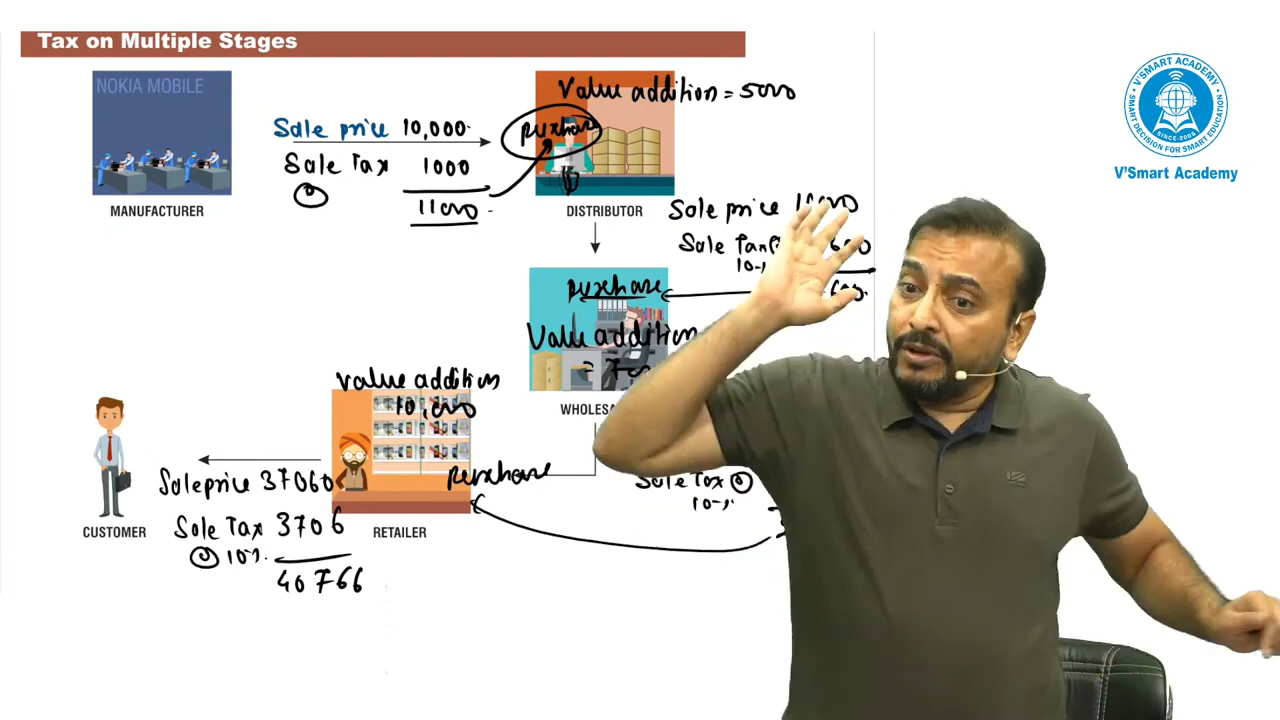 Tax on Multiple Stages
V'SMART ACADEMY
SMART DECISION FOR SMART EDUCATION
SINCE-2008
V'Smart Academy
NOKIA MOBILE
MANUFACTURER
Sale price 10,000
Sale Tax 1000
11000
Value addition = 5000
purchase
DISTRIBUTOR
Sale price
Sale Tax
purchase
Value addition
value addition
10,000
purchase
Sale Tax
10%
CUSTOMER
Sale price 37060
Sale Tax 3706
10%
40766
RETAILER